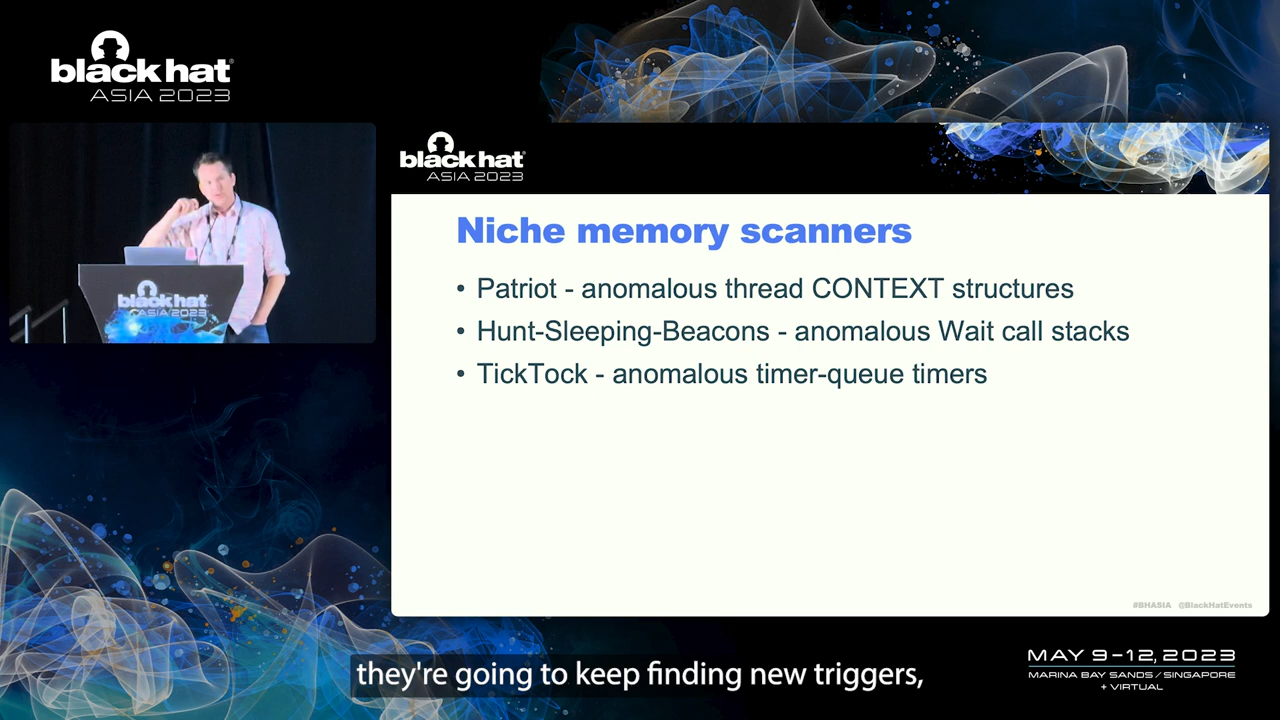 black hat
ASIA 2023
black hat
ASIA 2023
Niche memory scanners
• Patriot - anomalous thread CONTEXT structures
• Hunt-Sleeping-Beacons - anomalous Wait call stacks
• TickTock - anomalous timer-queue timers
black hat
ASIA 2023
#BHASIA @BlackHatEvents
they're going to keep finding new triggers,
MAY 9-12, 2023
MARINA BAY SANDS / SINGAPORE
+ VIRTUAL